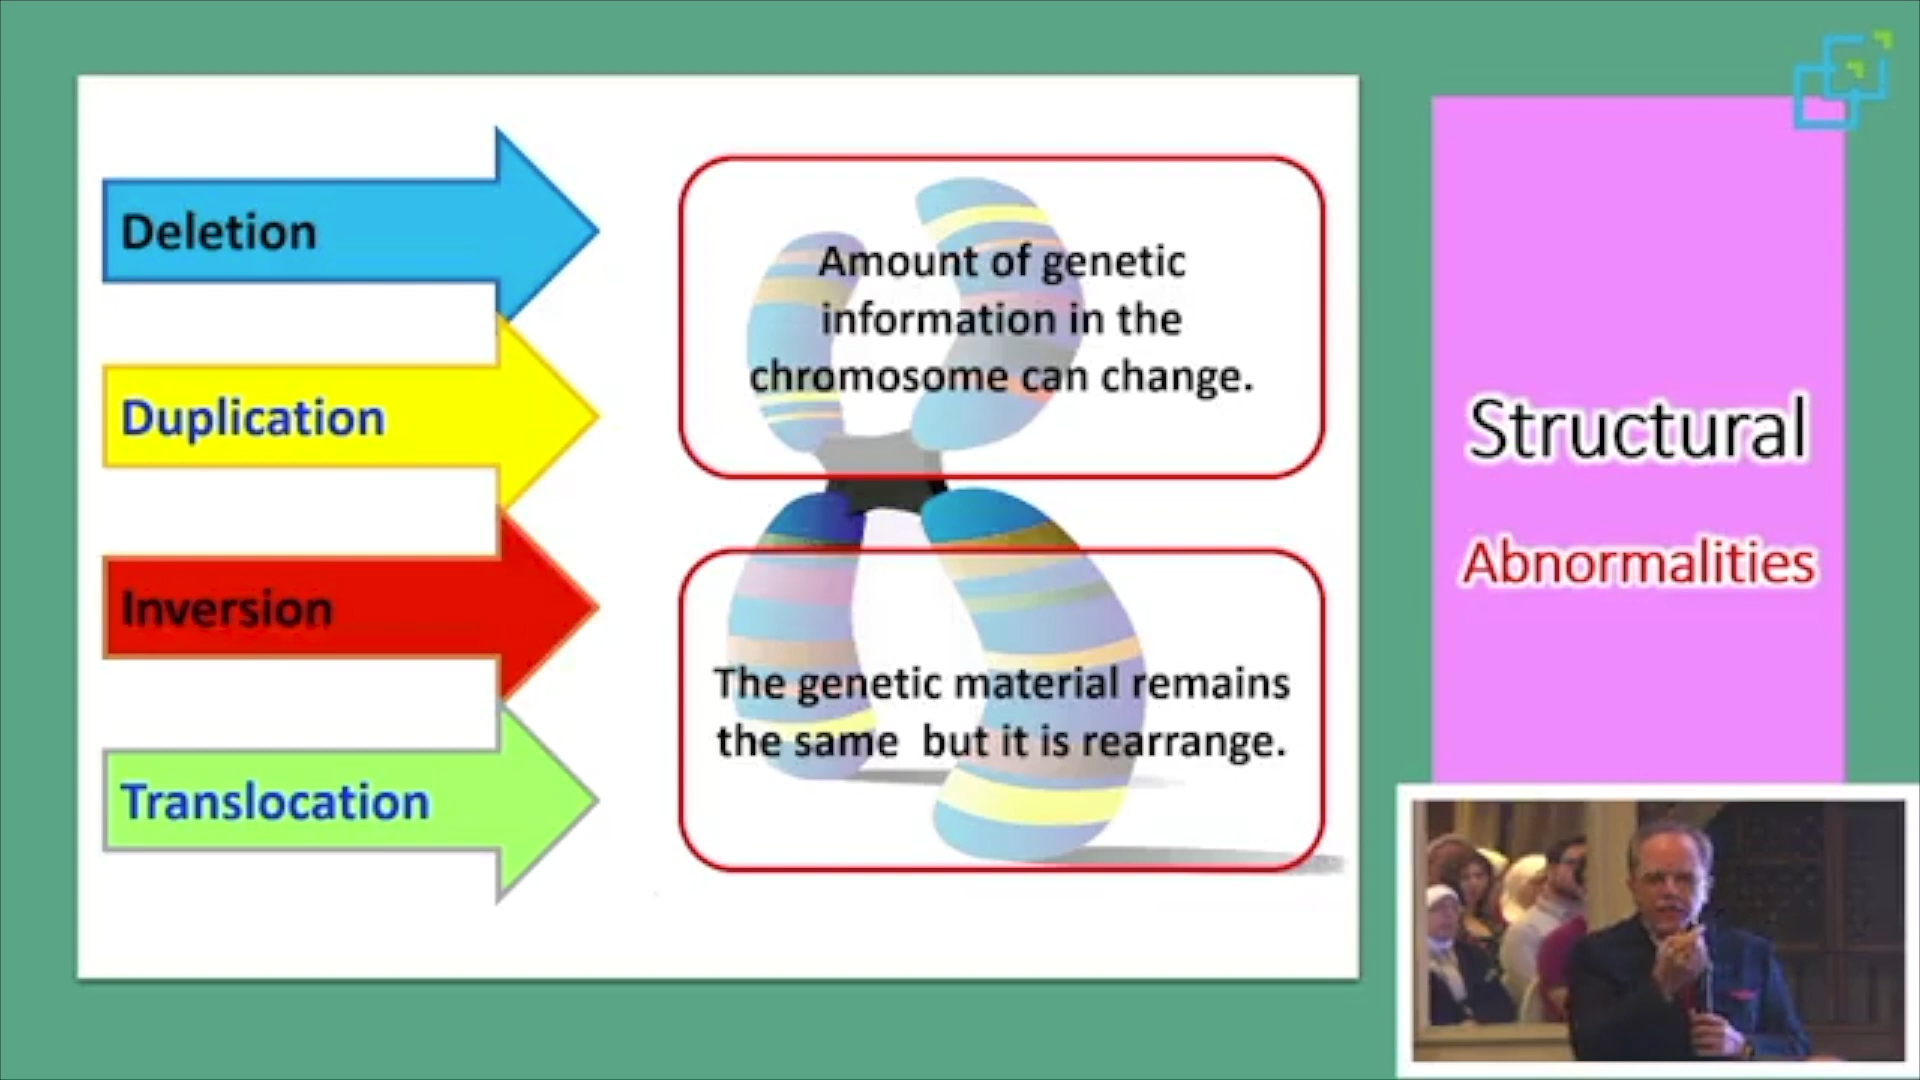 Deletion
Duplication
Inversion
Translocation
Amount of genetic
information in the
chromosome can change.
The genetic material remains
the same  but it is rearrange.
Structural
Abnormalities